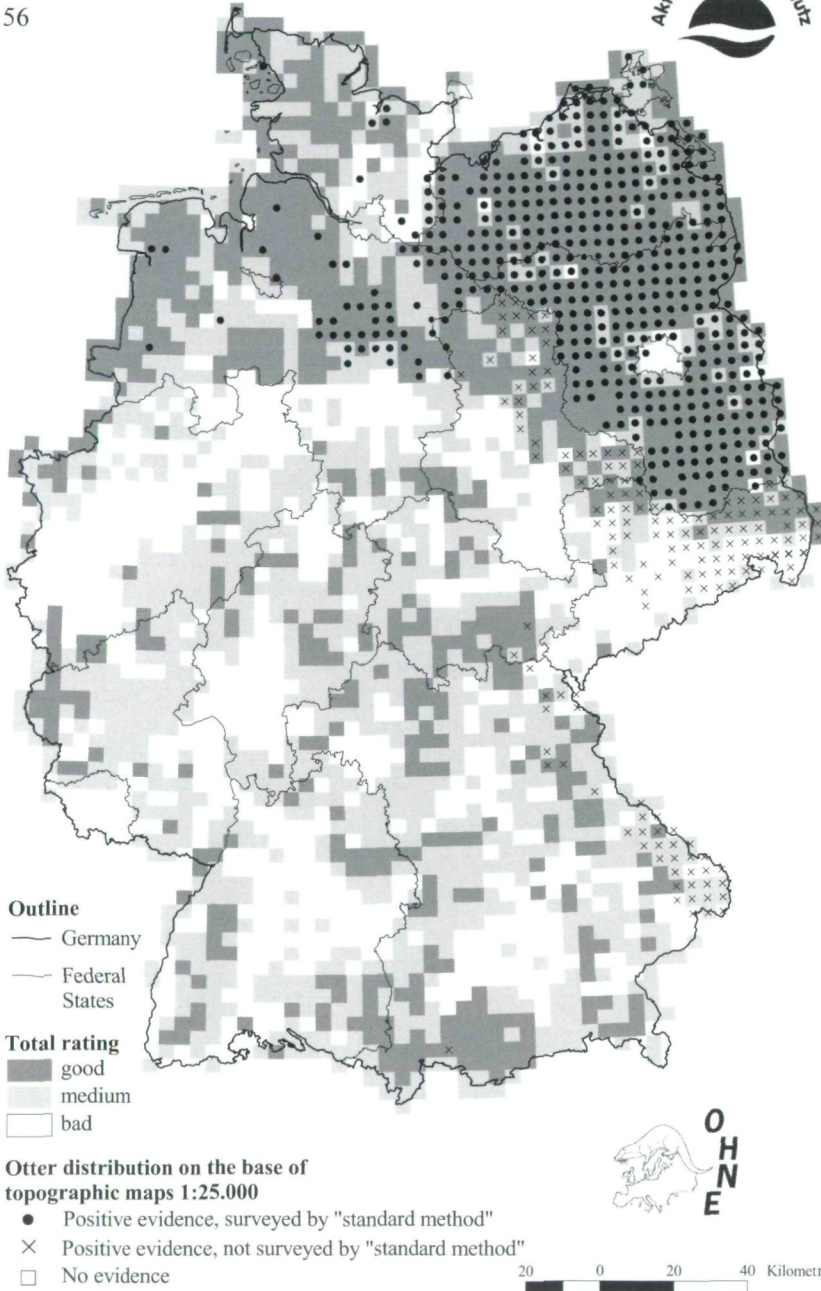 56
Outline
Germany
Federal
States
Total rating
good
medium
bad
Otter distribution on the base of
topographic maps 1:25.000
Positive evidence, surveyed by "standard method"
Positive evidence, not surveyed by "standard method"
No evidence
OHNE
20 0 20 40 Kilomet